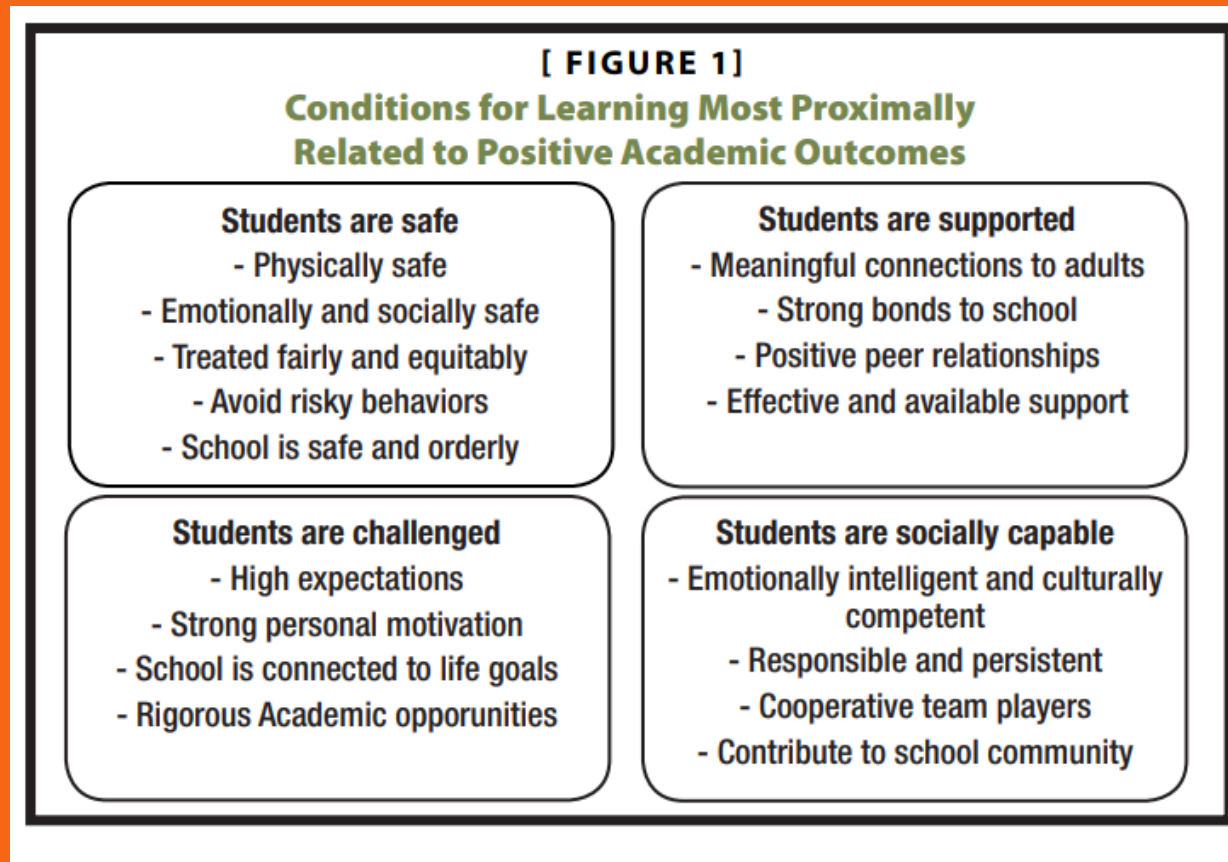 [ FIGURE 1]
Conditions for Learning Most Proximally
Related to Positive Academic Outcomes
Students are safe
- Physically safe
- Emotionally and socially safe
- Treated fairly and equitably
- Avoid risky behaviors
- School is safe and orderly
Students are supported
- Meaningful connections to adults
- Strong bonds to school
- Positive peer relationships
- Effective and available support
Students are challenged
- High expectations
- Strong personal motivation
- School is connected to life goals
- Rigorous Academic opporunities
Students are socially capable
- Emotionally intelligent and culturally
competent
- Responsible and persistent
- Cooperative team players
- Contribute to school community